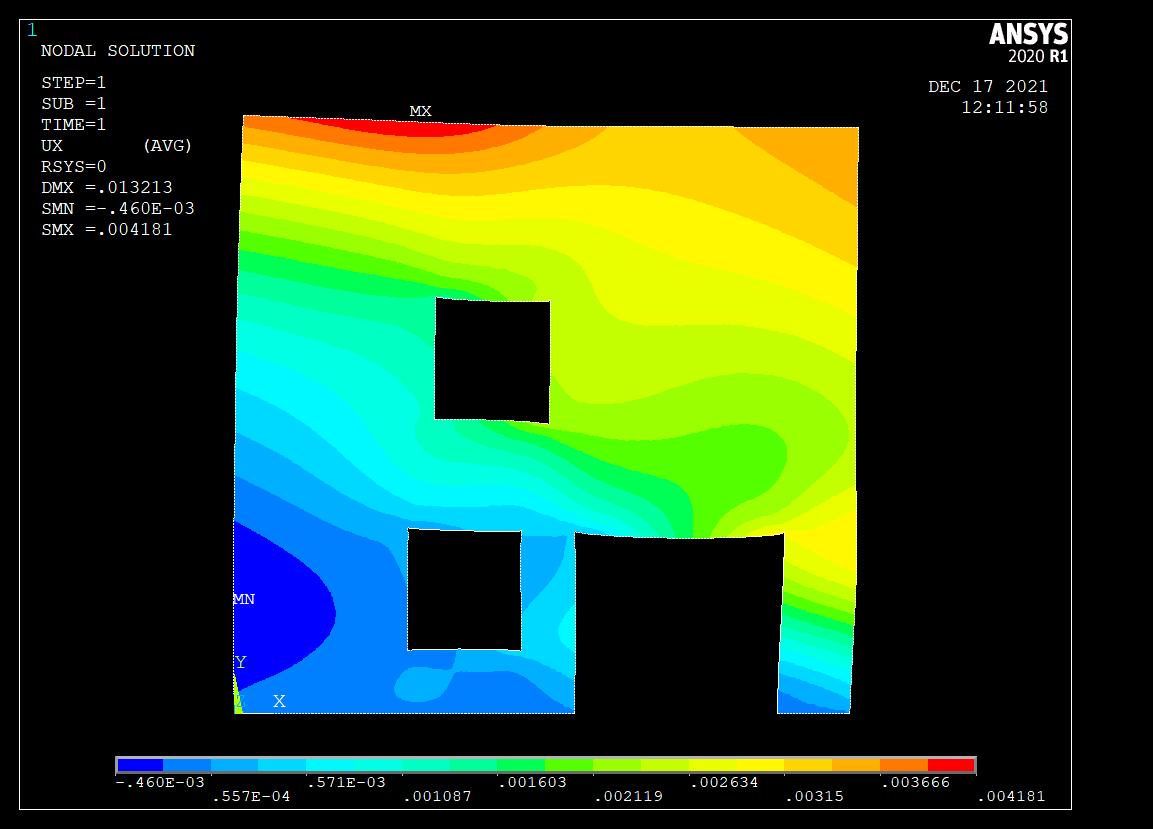 1
ANSYS
2020 R1
NODAL SOLUTION
DEC 17 2021
12:11:58
STEP=1
SUB =1
TIME=1
UX (AVG)
RSYS=0
DMX =.013213
SMN =-.460E-03
SMX =.004181
MX
MN
Y
X
-.460E-03 .571E-03 .001603 .002634 .003666
.557E-04 .001087 .002119 .00315 .004181